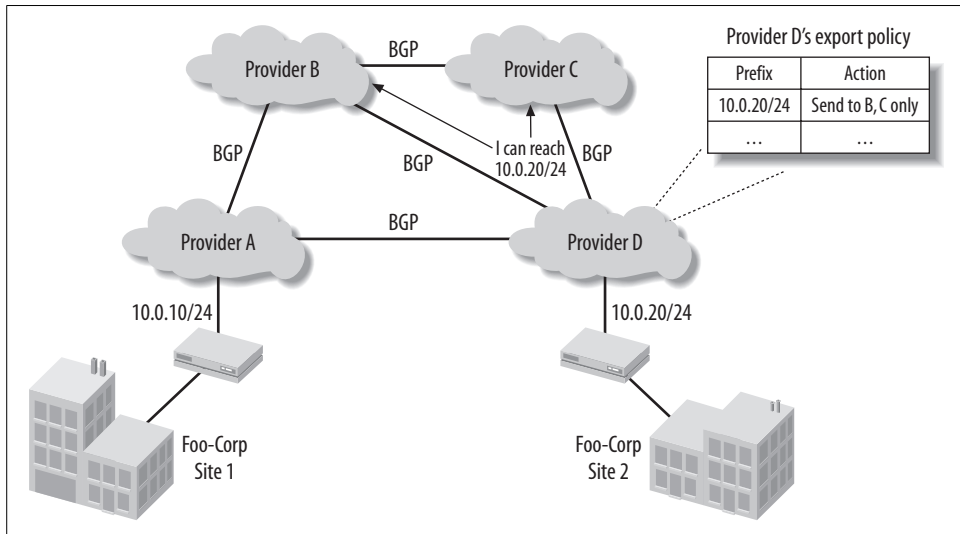 Provider D’s export policy
Prefix Action
10.0.20/24 Send to B, C only
... ...
BGP
Provider B
Provider C
I can reach
10.0.20/24
BGP
BGP
BGP
Provider A
BGP
Provider D
10.0.10/24
10.0.20/24
Foo-Corp
Site 1
Foo-Corp
Site 2